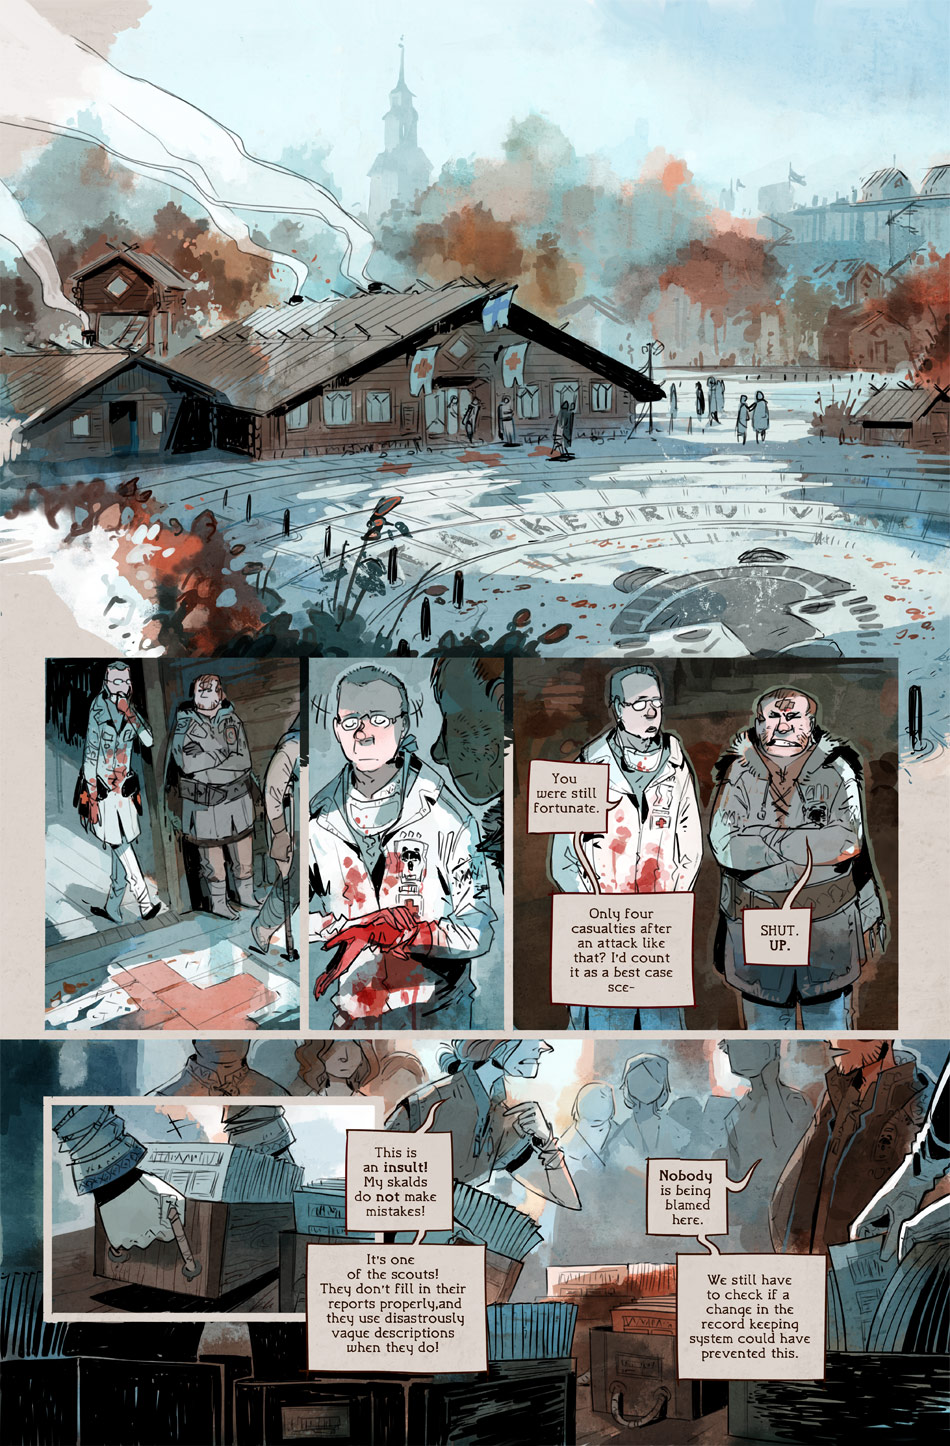 KEURUU · VA
You
were still
fortunate.
Only four
casualties after
an attack like
that? I'd count
it as a best case
sce-
SHUT.
UP.
This is
an insult!
My skalds
do not make
mistakes!
It's one
of the scouts!
They don't fill in their
reports properly,and
they use disastrously
vague descriptions
when they do!
Nobody
is being
blamed
here.
We still have
to check if a
change in the
record keeping
system could have
prevented this.